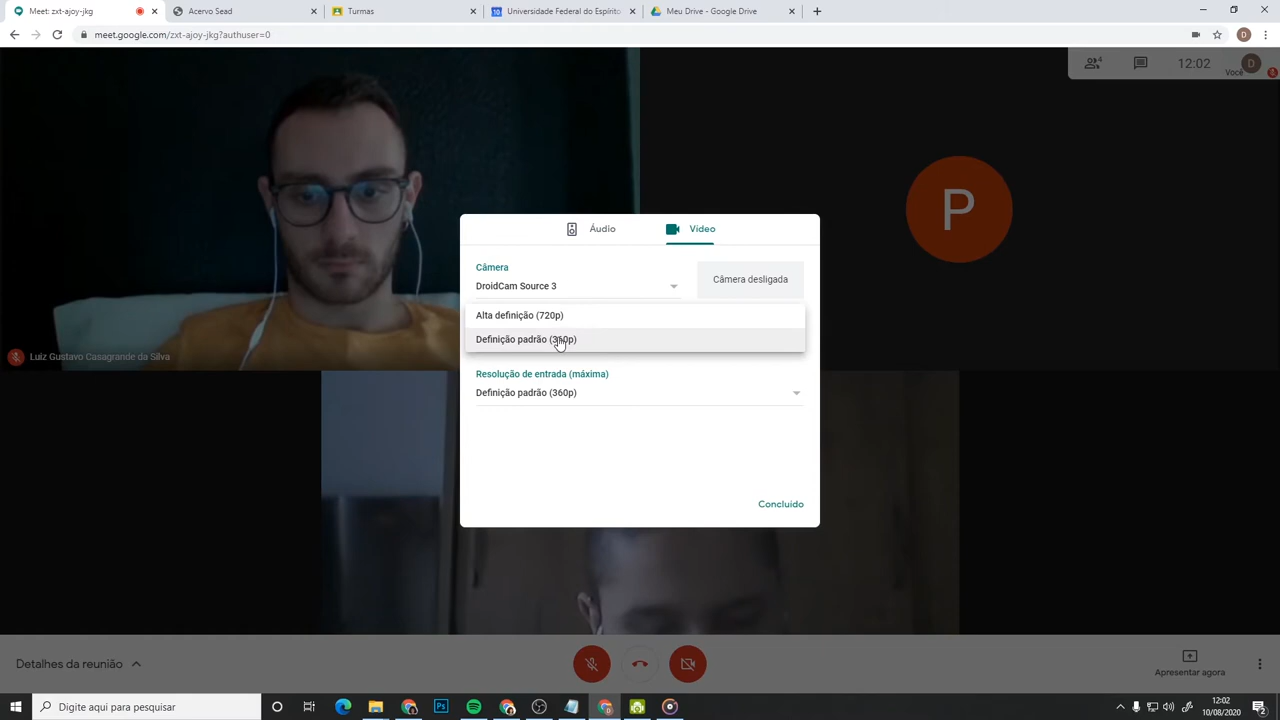 Meet: zxt-ajoy-jkg
Acervo Sead
Turmas
Universidade Federal do Espírito
Meu Drive - Google Drive
meet.google.com/zxt-ajoy-jkg?authuser=0
D
4
12:02
Você
D
P
Áudio
Vídeo
Câmera
DroidCam Source 3
Câmera desligada
Alta definição (720p)
Definição padrão (360p)
Resolução de entrada (máxima)
Definição padrão (360p)
Concluído
Luiz Gustavo Casagrande da Silva
Detalhes da reunião
Apresentar agora
Digite aqui para pesquisar
12:02
10/08/2020